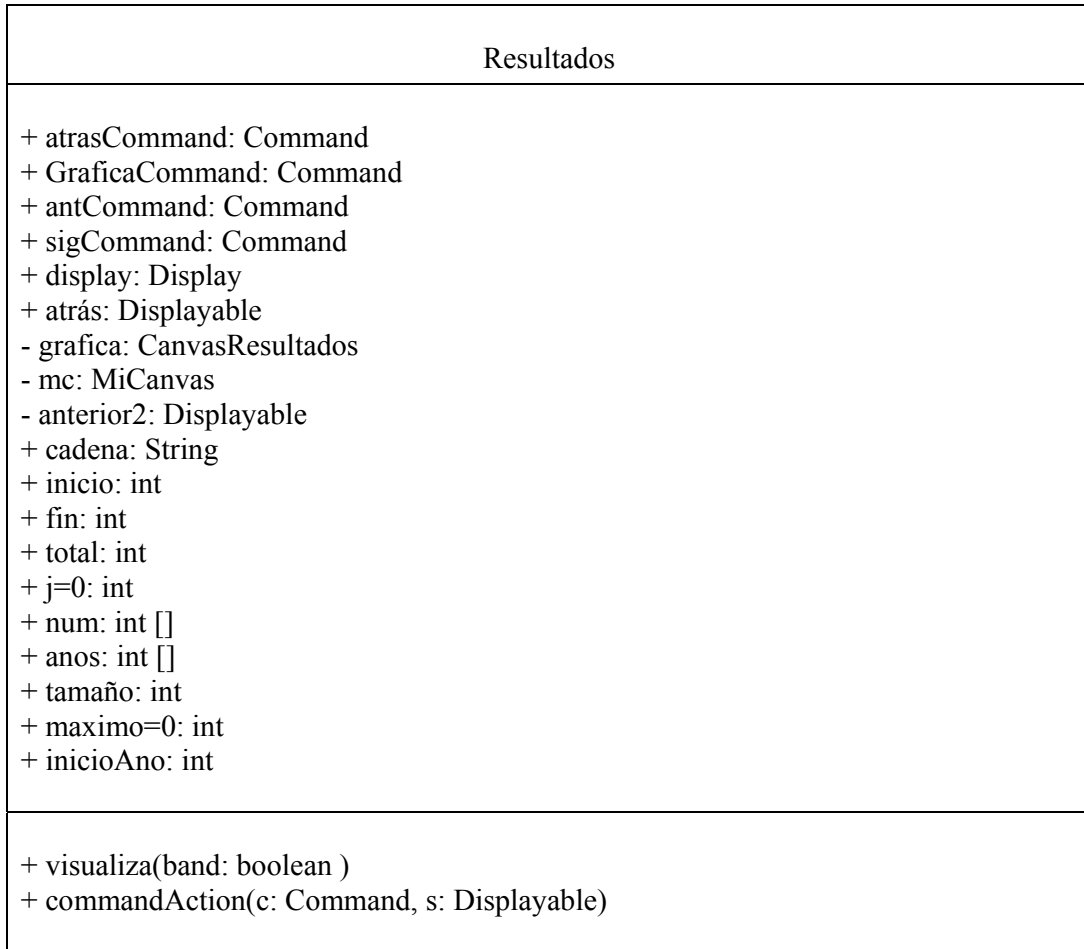 Resultados
+ atrasCommand: Command
+ GraficaCommand: Command
+ antCommand: Command
+ sigCommand: Command
+ display: Display
+ atrás: Displayable
- grafica: CanvasResultados
- mc: MiCanvas
- anterior2: Displayable
+ cadena: String
+ inicio: int
+ fin: int
+ total: int
+ j=0: int
+ num: int []
+ anos: int []
+ tamaño: int
+ maximo=0: int
+ inicioAno: int
+ visualiza(band: boolean )
+ commandAction(c: Command, s: Displayable)